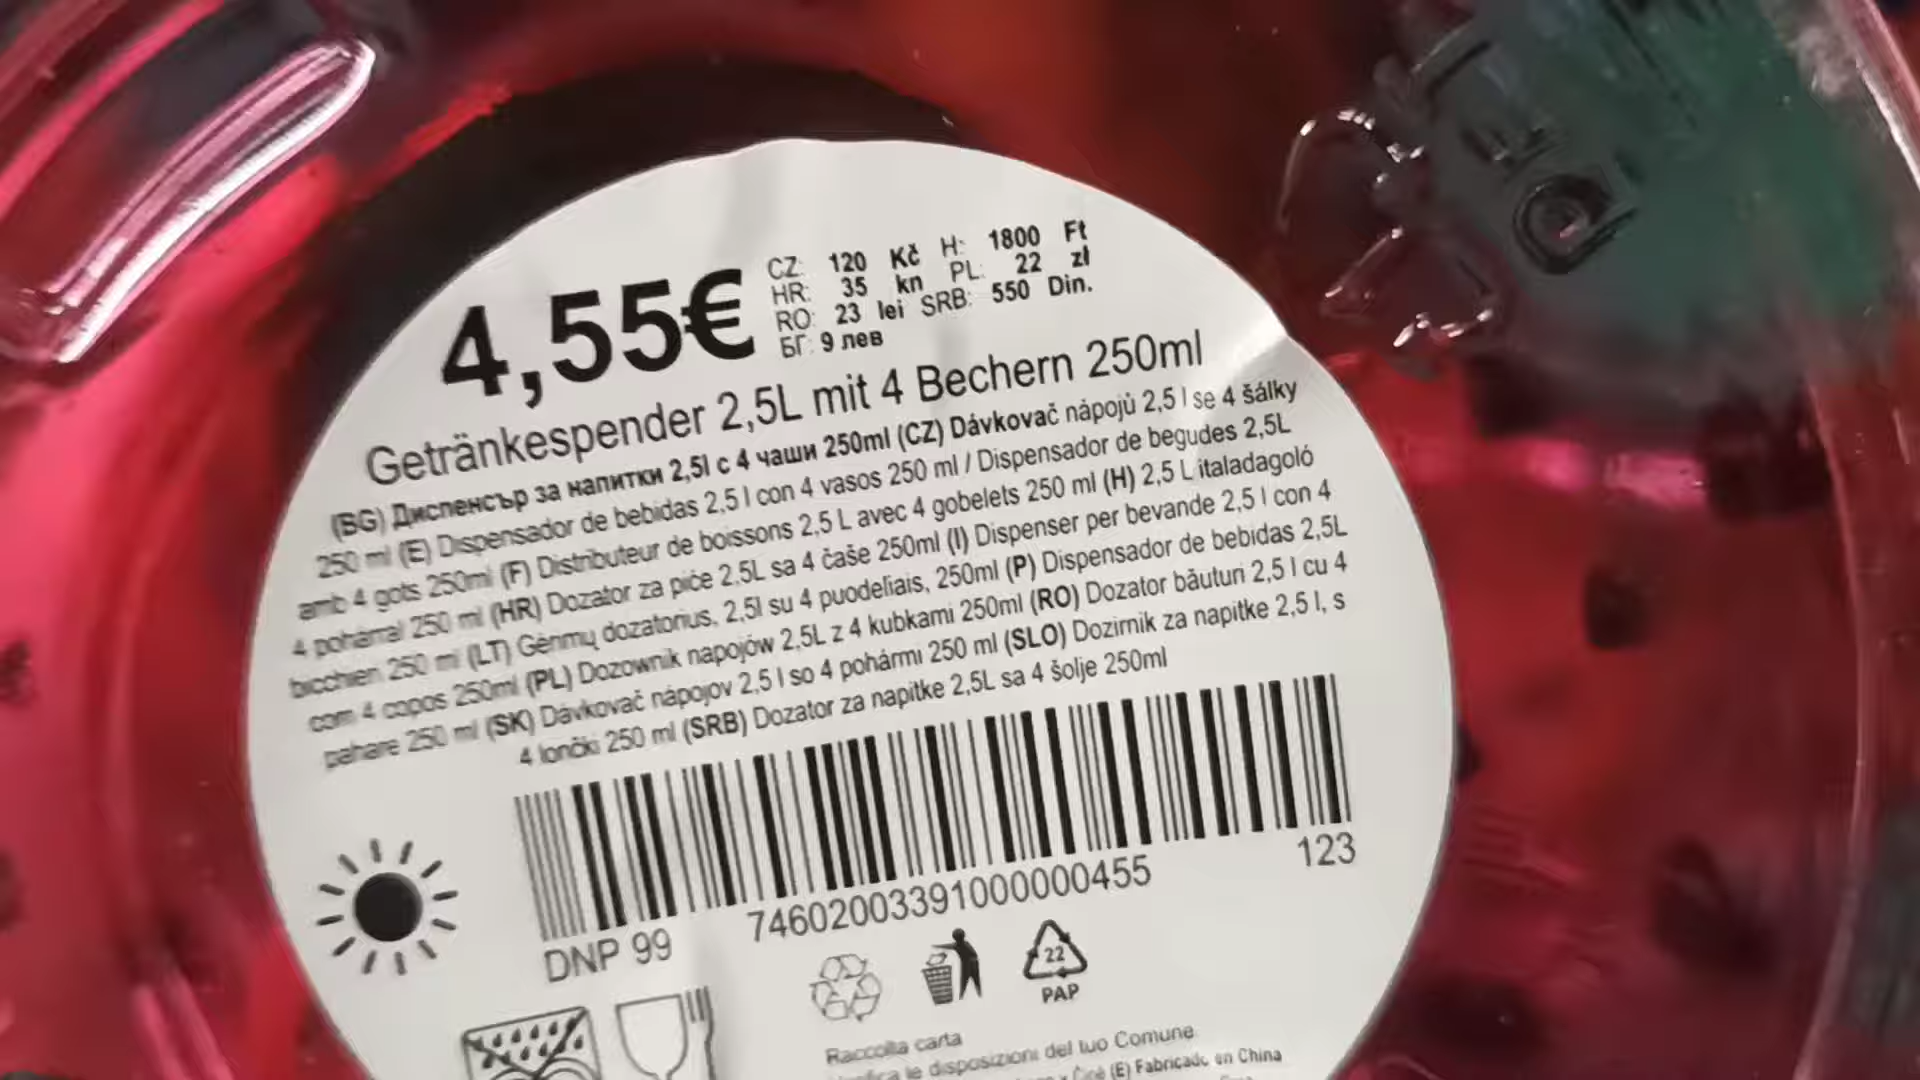 4,55€
CZ: 120 Kč H: 1800 Ft
HR: 35 kn PL: 22 zł
RO: 23 lei SRB: 550 Din.
БГ: 9 лев
Getränkespender 2,5L mit 4 Bechern 250ml
(BG) Диспенсър за напитки 2,5l с 4 чаши 250ml (CZ) Dávkovač nápojů 2,5 l se 4 šálky
250 ml (E) Dispensador de bebidas 2,5 l con 4 vasos 250 ml / Dispensador de begudes 2,5L
amb 4 gots 250ml (F) Distributeur de boissons 2,5 L avec 4 gobelets 250 ml (H) 2,5 L italadagoló
4 pohárral 250 ml (HR) Dozator za piće 2,5L sa 4 čaše 250ml (I) Dispenser per bevande 2,5 l con 4
bicchieri 250 ml (LT) Gėrimų dozatorius, 2,5l su 4 puodeliais, 250ml (P) Dispensador de bebidas 2,5L
com 4 copos 250ml (PL) Dozownik napojów 2,5L z 4 kubkami 250ml (RO) Dozator băuturi 2,5 l cu 4
pahare 250 ml (SK) Dávkovač nápojov 2,5 l so 4 pohármi 250 ml (SLO) Dozirnik za napitke 2,5 l, s
4 lončki 250 ml (SRB) Dozator za napitke 2,5L sa 4 šolje 250ml
DNP 99 74602003391000000455 123
22
PAP
Raccolta carta
le disposizioni del tuo Comune.
(E) Fabricado en China